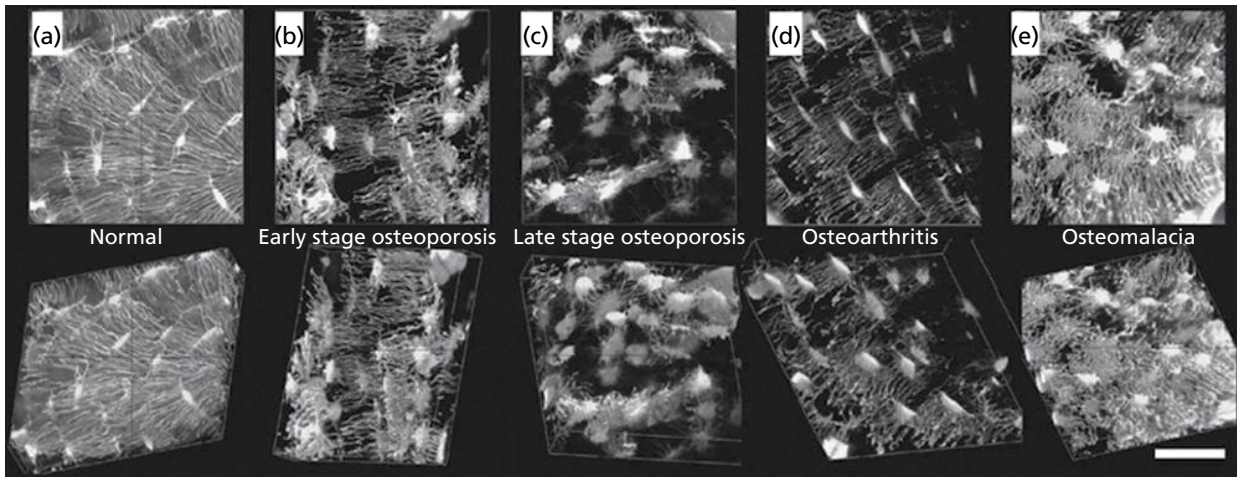 (a)
(b)
(c)
(d)
(e)
Normal
Early stage osteoporosis
Late stage osteoporosis
Osteoarthritis
Osteomalacia